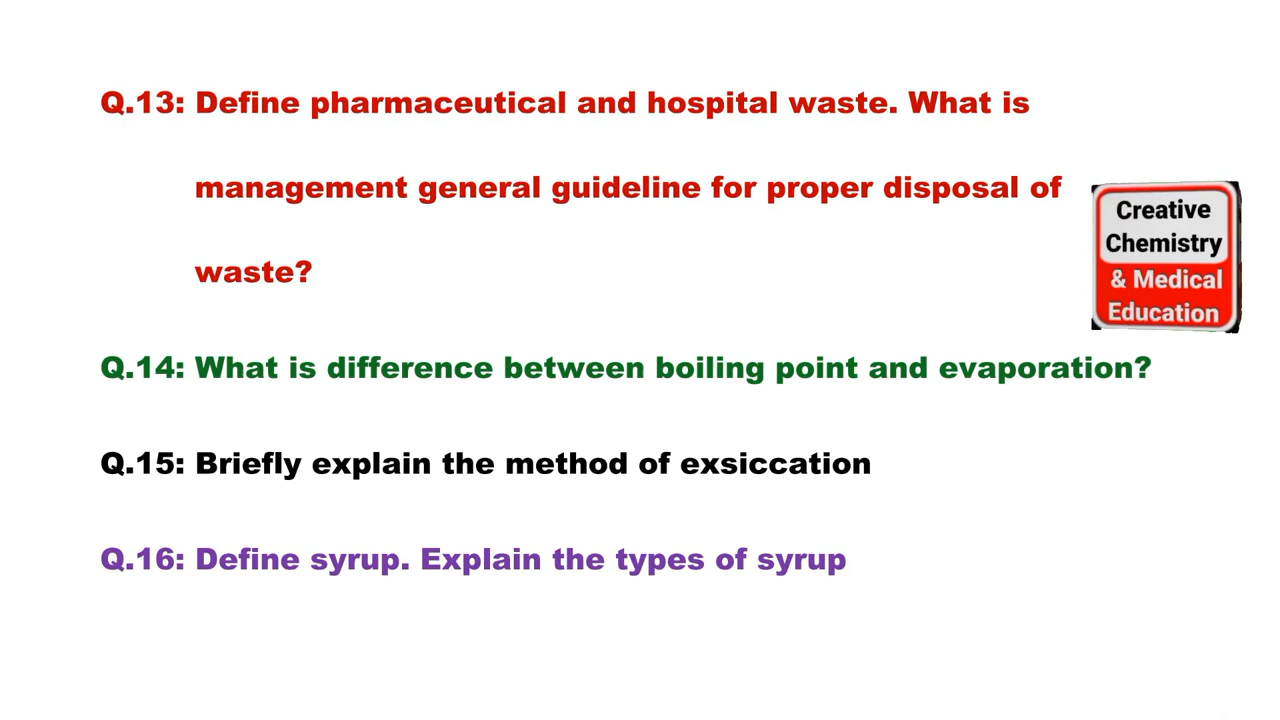 Q.13: Define pharmaceutical and hospital waste. What is
management general guideline for proper disposal of
waste?
Creative
Chemistry
& Medical
Education
Q.14: What is difference between boiling point and evaporation?
Q.15: Briefly explain the method of exsiccation
Q.16: Define syrup. Explain the types of syrup